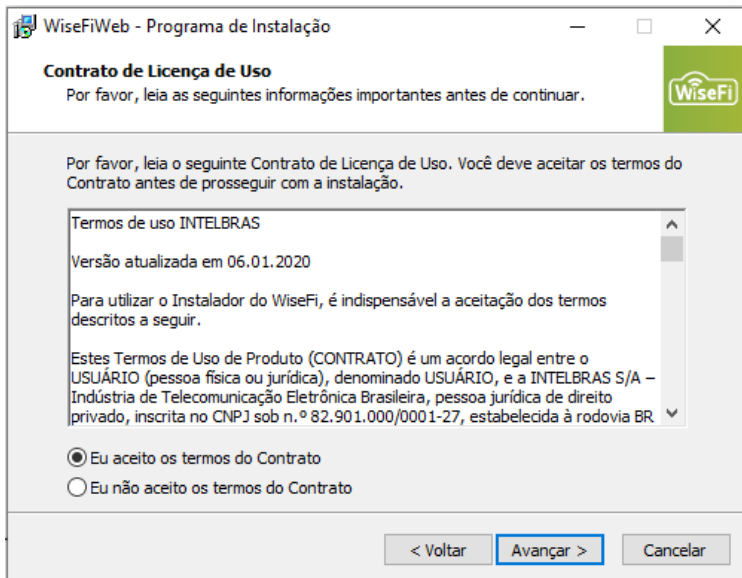 WiseFiWeb - Programa de Instalação
Contrato de Licença de Uso
Por favor, leia as seguintes informações importantes antes de continuar.
WiseFi
Por favor, leia o seguinte Contrato de Licença de Uso. Você deve aceitar os termos do
Contrato antes de prosseguir com a instalação.
Termos de uso INTELBRAS
Versão atualizada em 06.01.2020
Para utilizar o Instalador do WiseFi, é indispensável a aceitação dos termos
descritos a seguir.
Estes Termos de Uso de Produto (CONTRATO) é um acordo legal entre o
USUÁRIO (pessoa física ou jurídica), denominado USUÁRIO, e a INTELBRAS S/A –
Indústria de Telecomunicação Eletrônica Brasileira, pessoa jurídica de direito
privado, inscrita no CNPJ sob n.º 82.901.000/0001-27, estabelecida à rodovia BR
Eu aceito os termos do Contrato
Eu não aceito os termos do Contrato
< Voltar
Avançar >
Cancelar